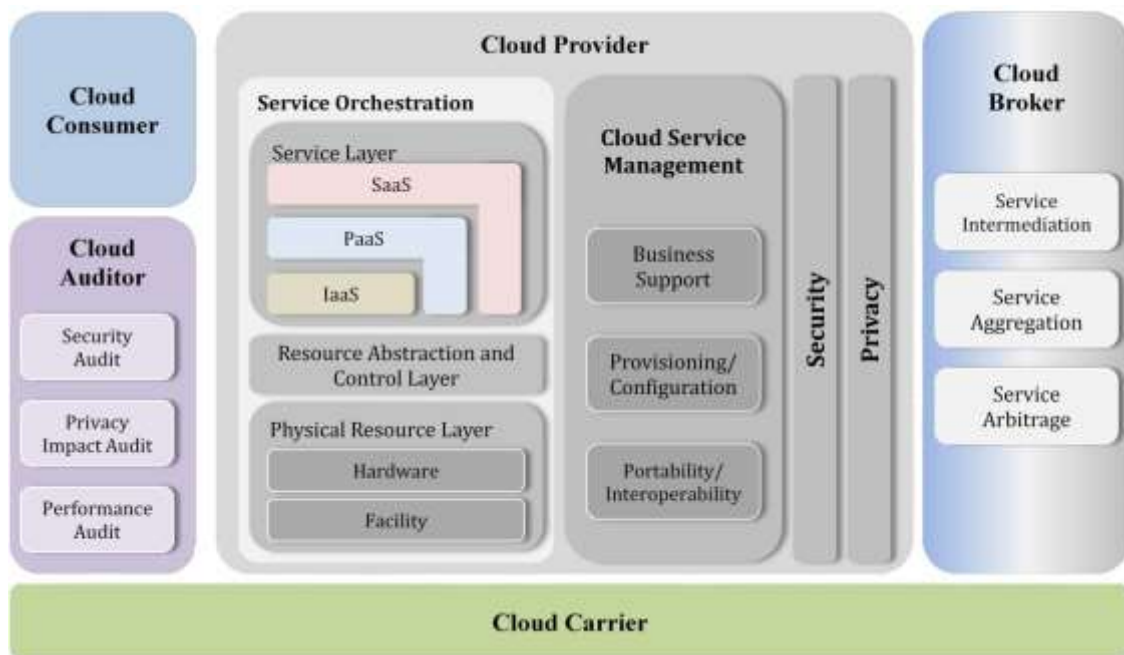 Cloud
Consumer
Cloud
Auditor
Security
Audit
Privacy
Impact Audit
Performance
Audit
Cloud Provider
Service Orchestration
Service Layer
SaaS
PaaS
IaaS
Resource Abstraction and
Control Layer
Physical Resource Layer
Hardware
Facility
Cloud Service
Management
Business
Support
Provisioning/
Configuration
Portability/
Interoperability
Security
Privacy
Cloud
Broker
Service
Intermediation
Service
Aggregation
Service
Arbitrage
Cloud Carrier